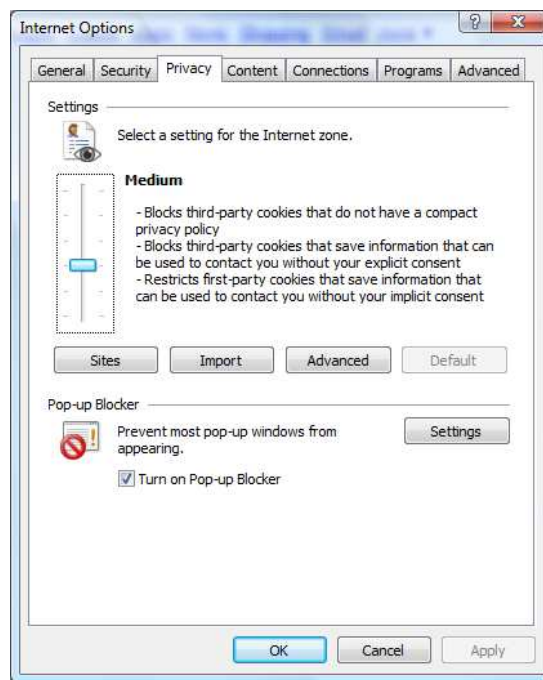 Internet Options
General Security Privacy Content Connections Programs Advanced
Settings
Select a setting for the Internet zone.
Medium
- Blocks third-party cookies that do not have a compact
privacy policy
- Blocks third-party cookies that save information that can
be used to contact you without your explicit consent
- Restricts first-party cookies that save information that
can be used to contact you without your implicit consent
Sites Import Advanced Default
Pop-up Blocker
Prevent most pop-up windows from
appearing.
Settings
Turn on Pop-up Blocker
OK Cancel Apply